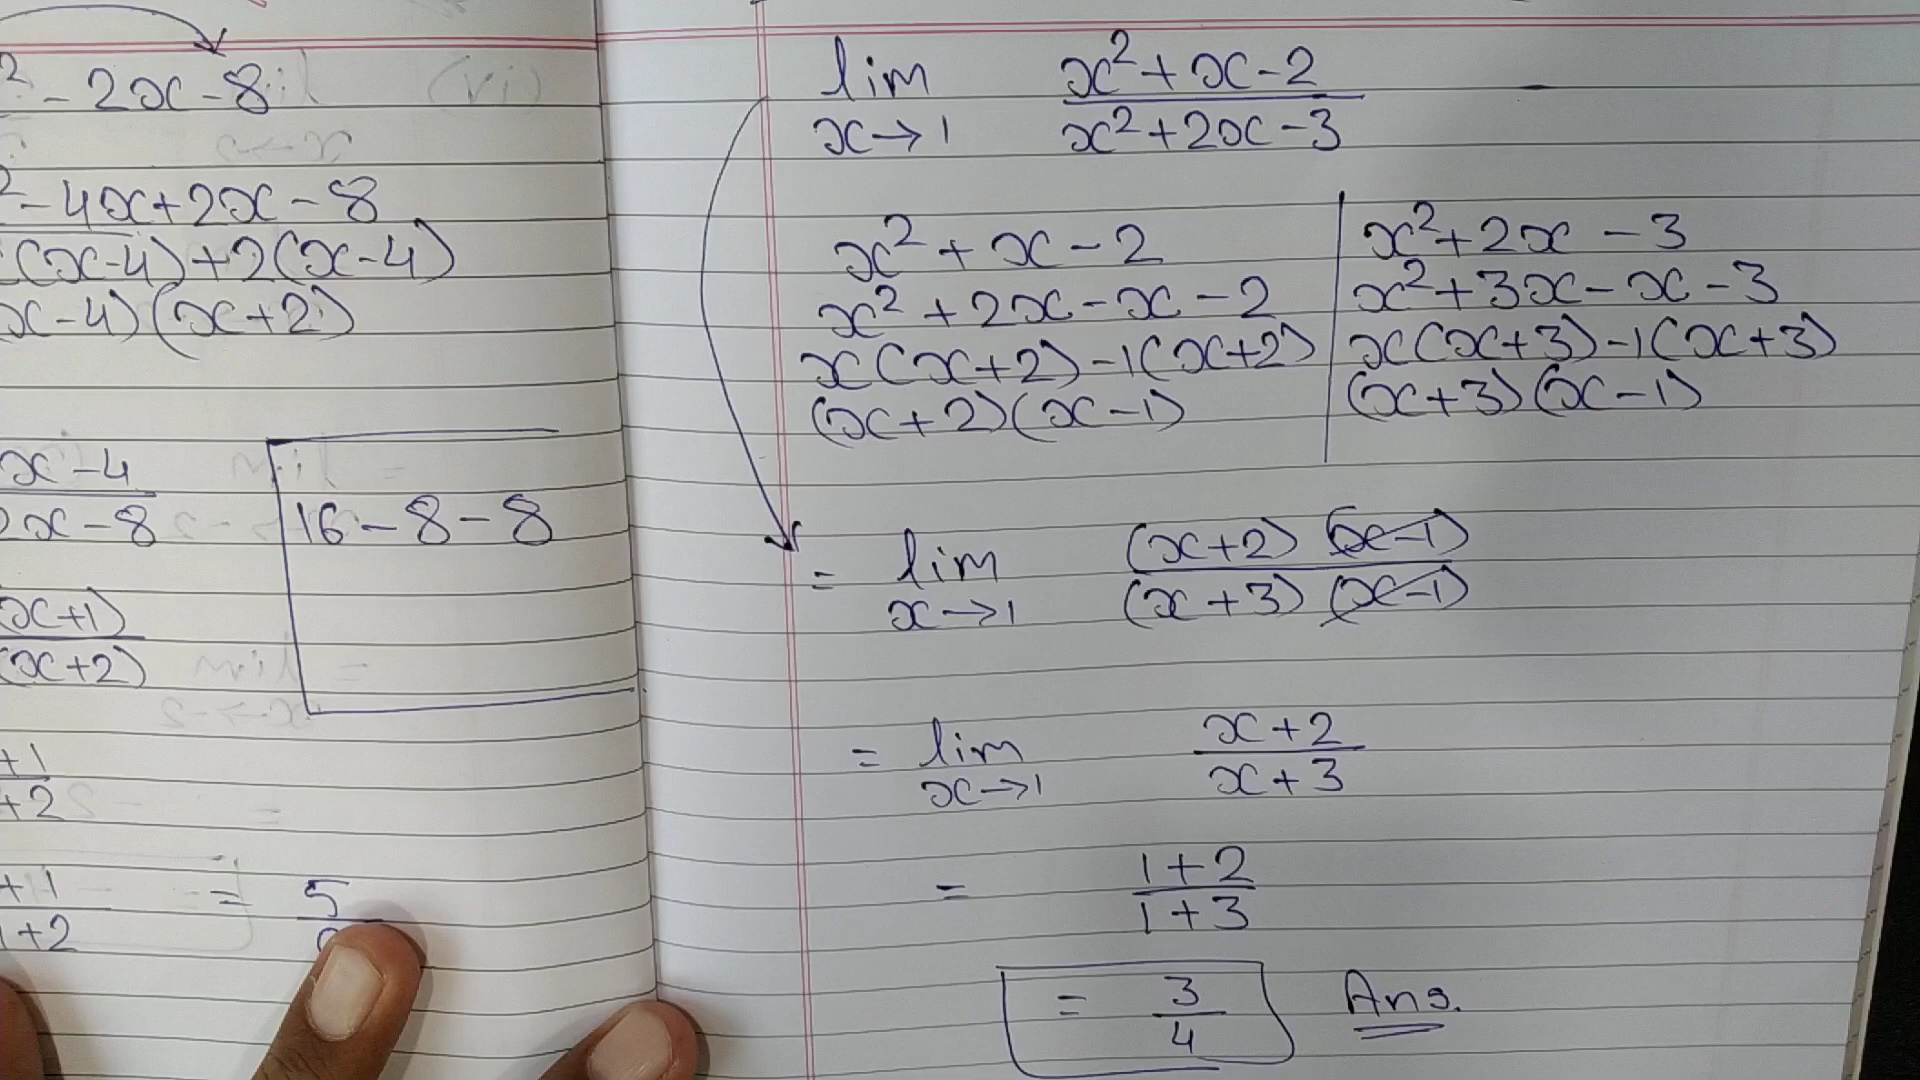 ² - 2x - 8
² - 4x + 2x - 8
(x-4) + 2(x-4)
x-4) (x+2)
x - 4
2x - 8
16 - 8 - 8
(x+1)
(x+2)
+1
+2
+1
+2
= 5
lim x→1 x² + x - 2 / x² + 2x - 3
x² + x - 2
x² + 2x - x - 2
x(x+2) - 1(x+2)
(x+2)(x-1)
x² + 2x - 3
x² + 3x - x - 3
x(x+3) - 1(x+3)
(x+3)(x-1)
= lim x→1 (x+2) (x-1) / (x+3) (x-1)
= lim x→1 x+2 / x+3
= 1+2 / 1+3
= 3/4 Ans.